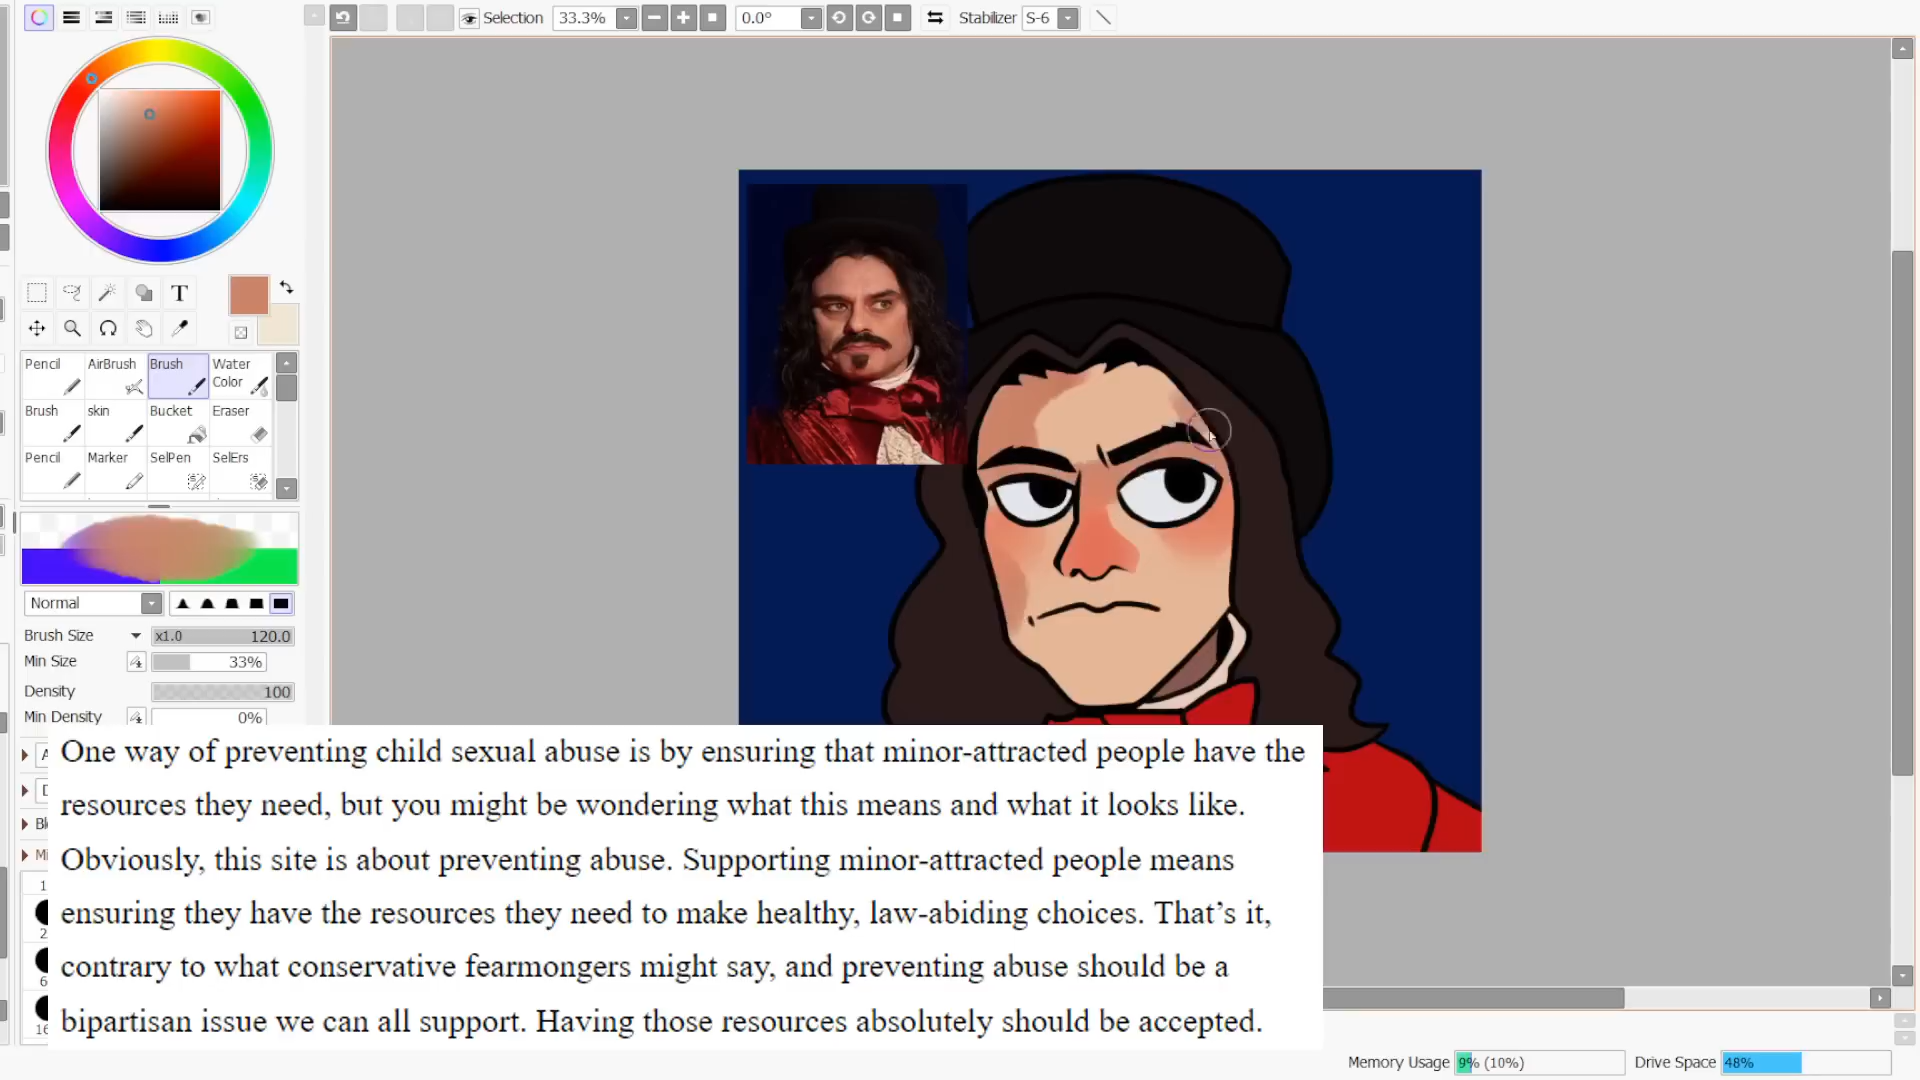 Selection 33.3% 0.0° Stabilizer S-6
T
Pencil AirBrush Brush Water Color
Brush skin Bucket Eraser
Pencil Marker SelPen SelErs
Normal
Brush Size x1.0 120.0
Min Size 33%
Density 100
Min Density 0%
One way of preventing child sexual abuse is by ensuring that minor-attracted people have the
resources they need, but you might be wondering what this means and what it looks like.
Obviously, this site is about preventing abuse. Supporting minor-attracted people means
ensuring they have the resources they need to make healthy, law-abiding choices. That’s it,
contrary to what conservative fearmongers might say, and preventing abuse should be a
bipartisan issue we can all support. Having those resources absolutely should be accepted.
Memory Usage 9% (10%) Drive Space 48%